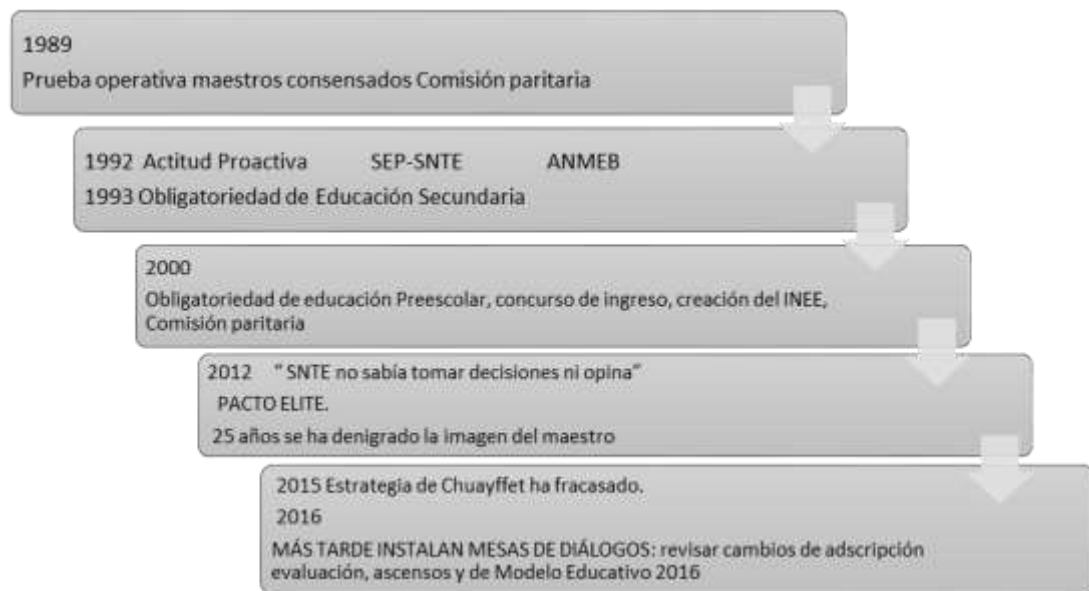 1989
Prueba operativa maestros consensados Comisión paritaria
1992 Actitud Proactiva SEP-SNTE ANMEB
1993 Obligatoriedad de Educación Secundaria
2000
Obligatoriedad de educación Preescolar, concurso de ingreso, creación del INEE,
Comisión paritaria
2012 “ SNTE no sabía tomar decisiones ni opina”
PACTO ELITE.
25 años se ha denigrado la imagen del maestro
2015 Estrategia de Chuayffet ha fracasado.
2016
MÁS TARDE INSTALAN MESAS DE DIÁLOGOS: revisar cambios de adscripción
evaluación, ascensos y de Modelo Educativo 2016